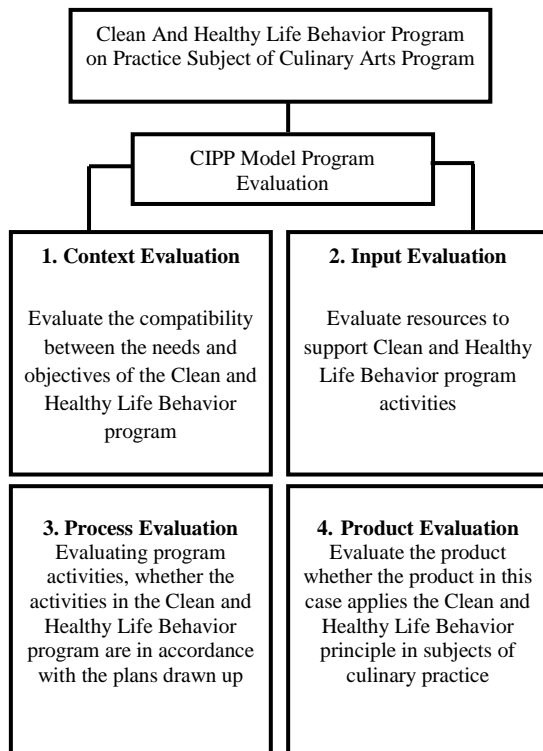 Clean And Healthy Life Behavior Program
on Practice Subject of Culinary Arts Program
CIPP Model Program
Evaluation
1. Context Evaluation
Evaluate the compatibility
between the needs and
objectives of the Clean and
Healthy Life Behavior
program
2. Input Evaluation
Evaluate resources to
support Clean and Healthy
Life Behavior program
activities
3. Process Evaluation
Evaluating program
activities, whether the
activities in the Clean and
Healthy Life Behavior
program are in accordance
with the plans drawn up
4. Product Evaluation
Evaluate the product
whether the product in this
case applies the Clean and
Healthy Life Behavior
principle in subjects of
culinary practice